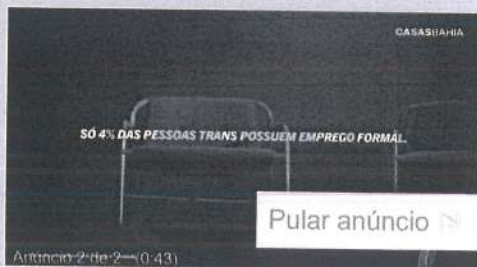 CASASBAHIA
SÓ 4% DAS PESSOAS TRANS POSSUEM EMPREGO FORMAL.
Pular anúncio
Anúncio 2 de 2 (0:43)